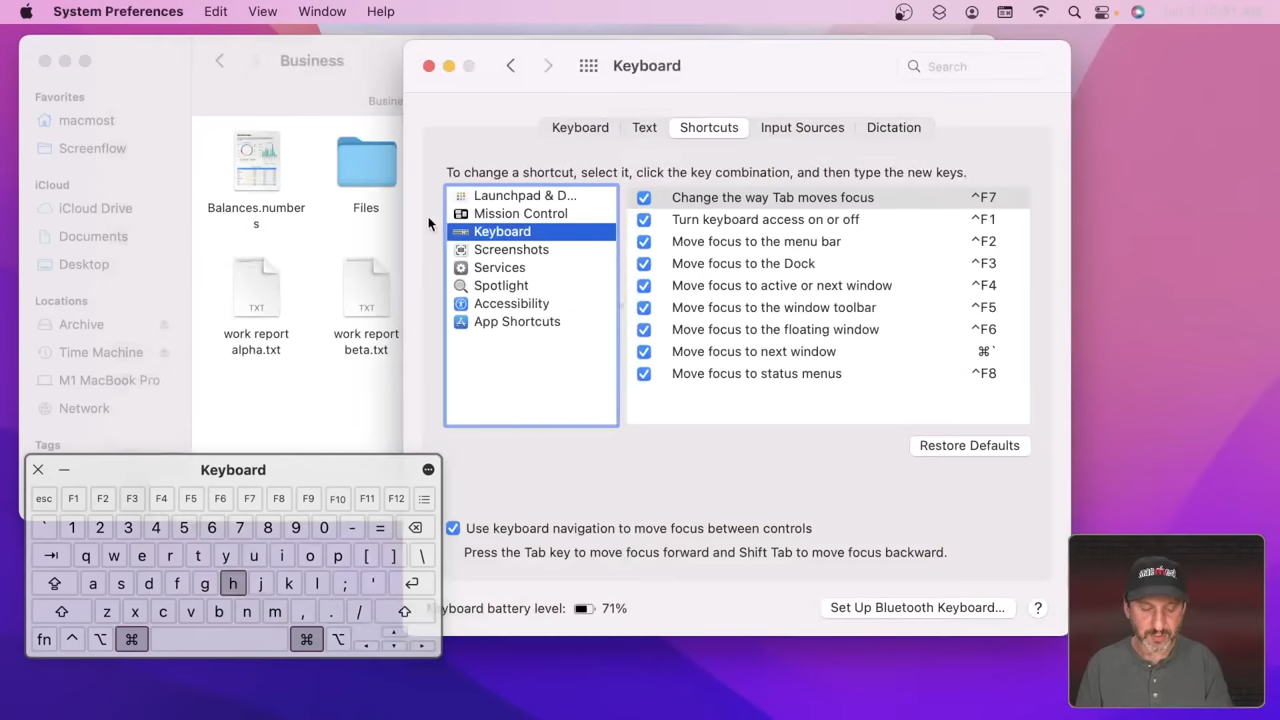 System Preferences Edit View Window Help
Business
Favorites
macmost
Screenflow
iCloud
iCloud Drive
Documents
Desktop
Locations
Archive
Time Machine
M1 MacBook Pro
Network
Tags
Busine
Balances.number
s
Files
TXT
TXT
work report
alpha.txt
work report
beta.txt
Keyboard
Search
Keyboard Text Shortcuts Input Sources Dictation
To change a shortcut, select it, click the key combination, and then type the new keys.
Launchpad & D...
Mission Control
Keyboard
Screenshots
Services
Spotlight
Accessibility
App Shortcuts
Change the way Tab moves focus ^F7
Turn keyboard access on or off ^F1
Move focus to the menu bar ^F2
Move focus to the Dock ^F3
Move focus to active or next window ^F4
Move focus to the window toolbar ^F5
Move focus to the floating window ^F6
Move focus to next window ⌘`
Move focus to status menus ^F8
Restore Defaults
Use keyboard navigation to move focus between controls
Press the Tab key to move focus forward and Shift Tab to move focus backward.
yboard battery level: 71%
Set Up Bluetooth Keyboard... ?
Keyboard
esc F1 F2 F3 F4 F5 F6 F7 F8 F9 F10 F11 F12
` 1 2 3 4 5 6 7 8 9 0 - =
q w e r t y u i o p [ ] \
a s d f g h j k l ; '
z x c v b n m , . /
fn ^ ⌥ ⌘ ⌘ ⌥